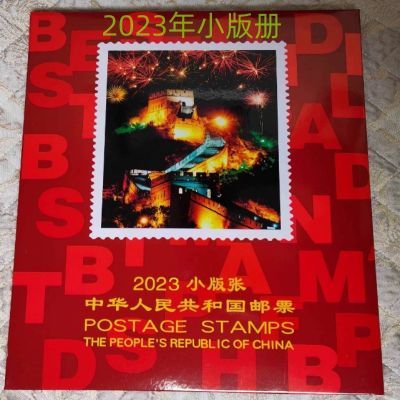 2023年小版册
2023 小版张
中华人民共和国邮票
POSTAGE STAMPS
THE PEOPLE'S REPUBLIC OF CHINA